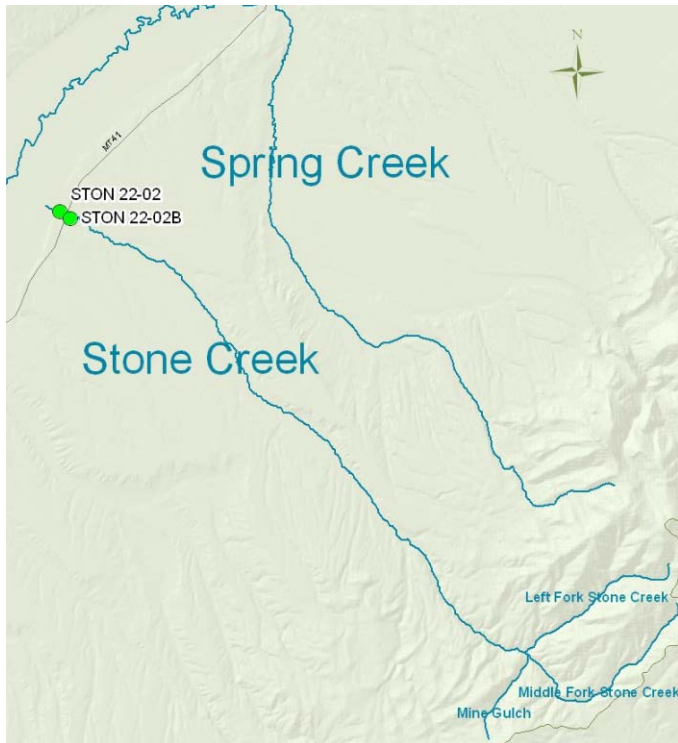 N
MT41
Spring Creek
STON 22-02
STON 22-02B
Stone Creek
Left Fork Stone Creek
Middle Fork Stone Creek
Mine Gulch